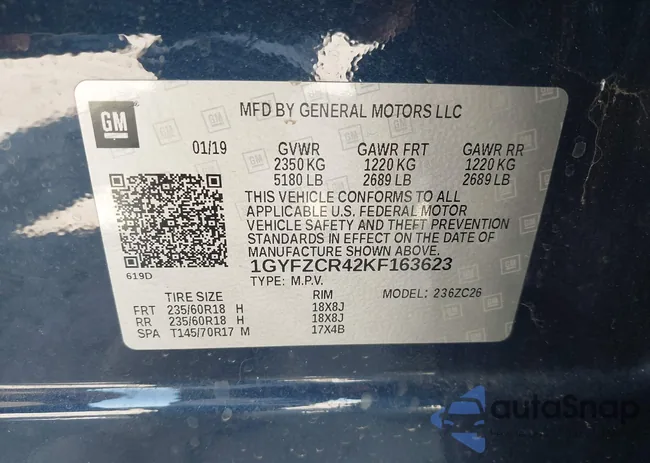 GM
MFD BY GENERAL MOTORS LLC
01/19 GVWR GAWR FRT GAWR RR
2350 KG 1220 KG 1220 KG
5180 LB 2689 LB 2689 LB
THIS VEHICLE CONFORMS TO ALL
APPLICABLE U.S. FEDERAL MOTOR
VEHICLE SAFETY AND THEFT PREVENTION
STANDARDS IN EFFECT ON THE DATE OF
MANUFACTURE SHOWN ABOVE.
1GYFZCR42KF163623
619D
TYPE: M.P.V.
TIRE SIZE RIM MODEL: 236ZC26
FRT 235/60R18 H 18X8J
RR 235/60R18 H 18X8J
SPA T145/70R17 M 17X4B
autoSnap